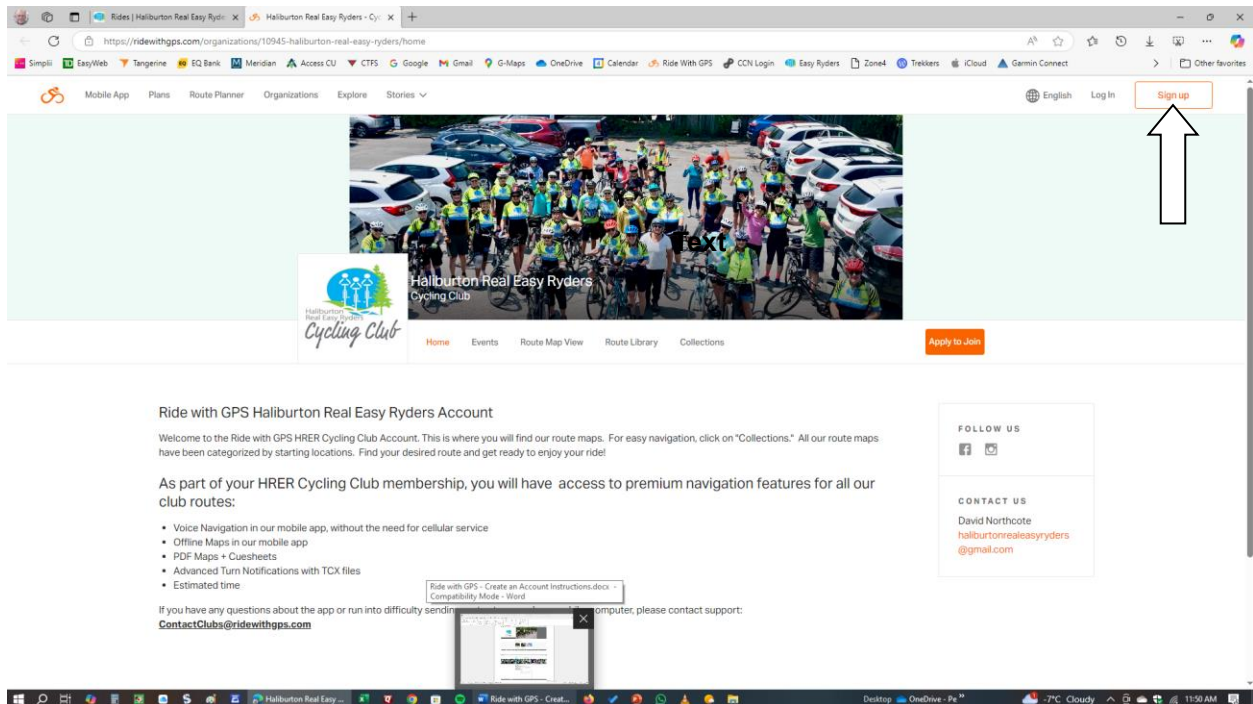 Rides | Haliburton Real Easy Ryde
Haliburton Real Easy Ryders - Cyc
https://ridewithgps.com/organizations/10945-haliburton-real-easy-ryders/home
Simplii EasyWeb Tangerine EQ Bank Meridian Access CU CTFS Google Gmail G-Maps OneDrive Calendar Ride With GPS CCN Login Easy Ryders Zone4 Trekkers iCloud Garmin Connect Other favorites
Mobile App Plans Route Planner Organizations Explore Stories English Log In Sign up
Text
Haliburton Real Easy Ryders
Cycling Club
Haliburton
Real Easy Ryders
Cycling Club
Home Events Route Map View Route Library Collections Apply to Join
Ride with GPS Haliburton Real Easy Ryders Account
Welcome to the Ride with GPS HRER Cycling Club Account. This is where you will find our route maps. For easy navigation, click on "Collections." All our route maps
have been categorized by starting locations. Find your desired route and get ready to enjoy your ride!
As part of your HRER Cycling Club membership, you will have access to premium navigation features for all our
club routes:
• Voice Navigation in our mobile app, without the need for cellular service
• Offline Maps in our mobile app
• PDF Maps + Cuesheets
• Advanced Turn Notifications with TCX files
• Estimated time
Ride with GPS - Create an Account Instructions.docx -
Compatibility Mode - Word
If you have any questions about the app or run into difficulty sending computer, please contact support:
ContactClubs@ridewithgps.com
FOLLOW US
CONTACT US
David Northcote
haliburtonrealeasyryders
@gmail.com
Haliburton Real Easy ... Ride with GPS - Creat... Desktop OneDrive - Pe -7°C Cloudy 11:50 AM